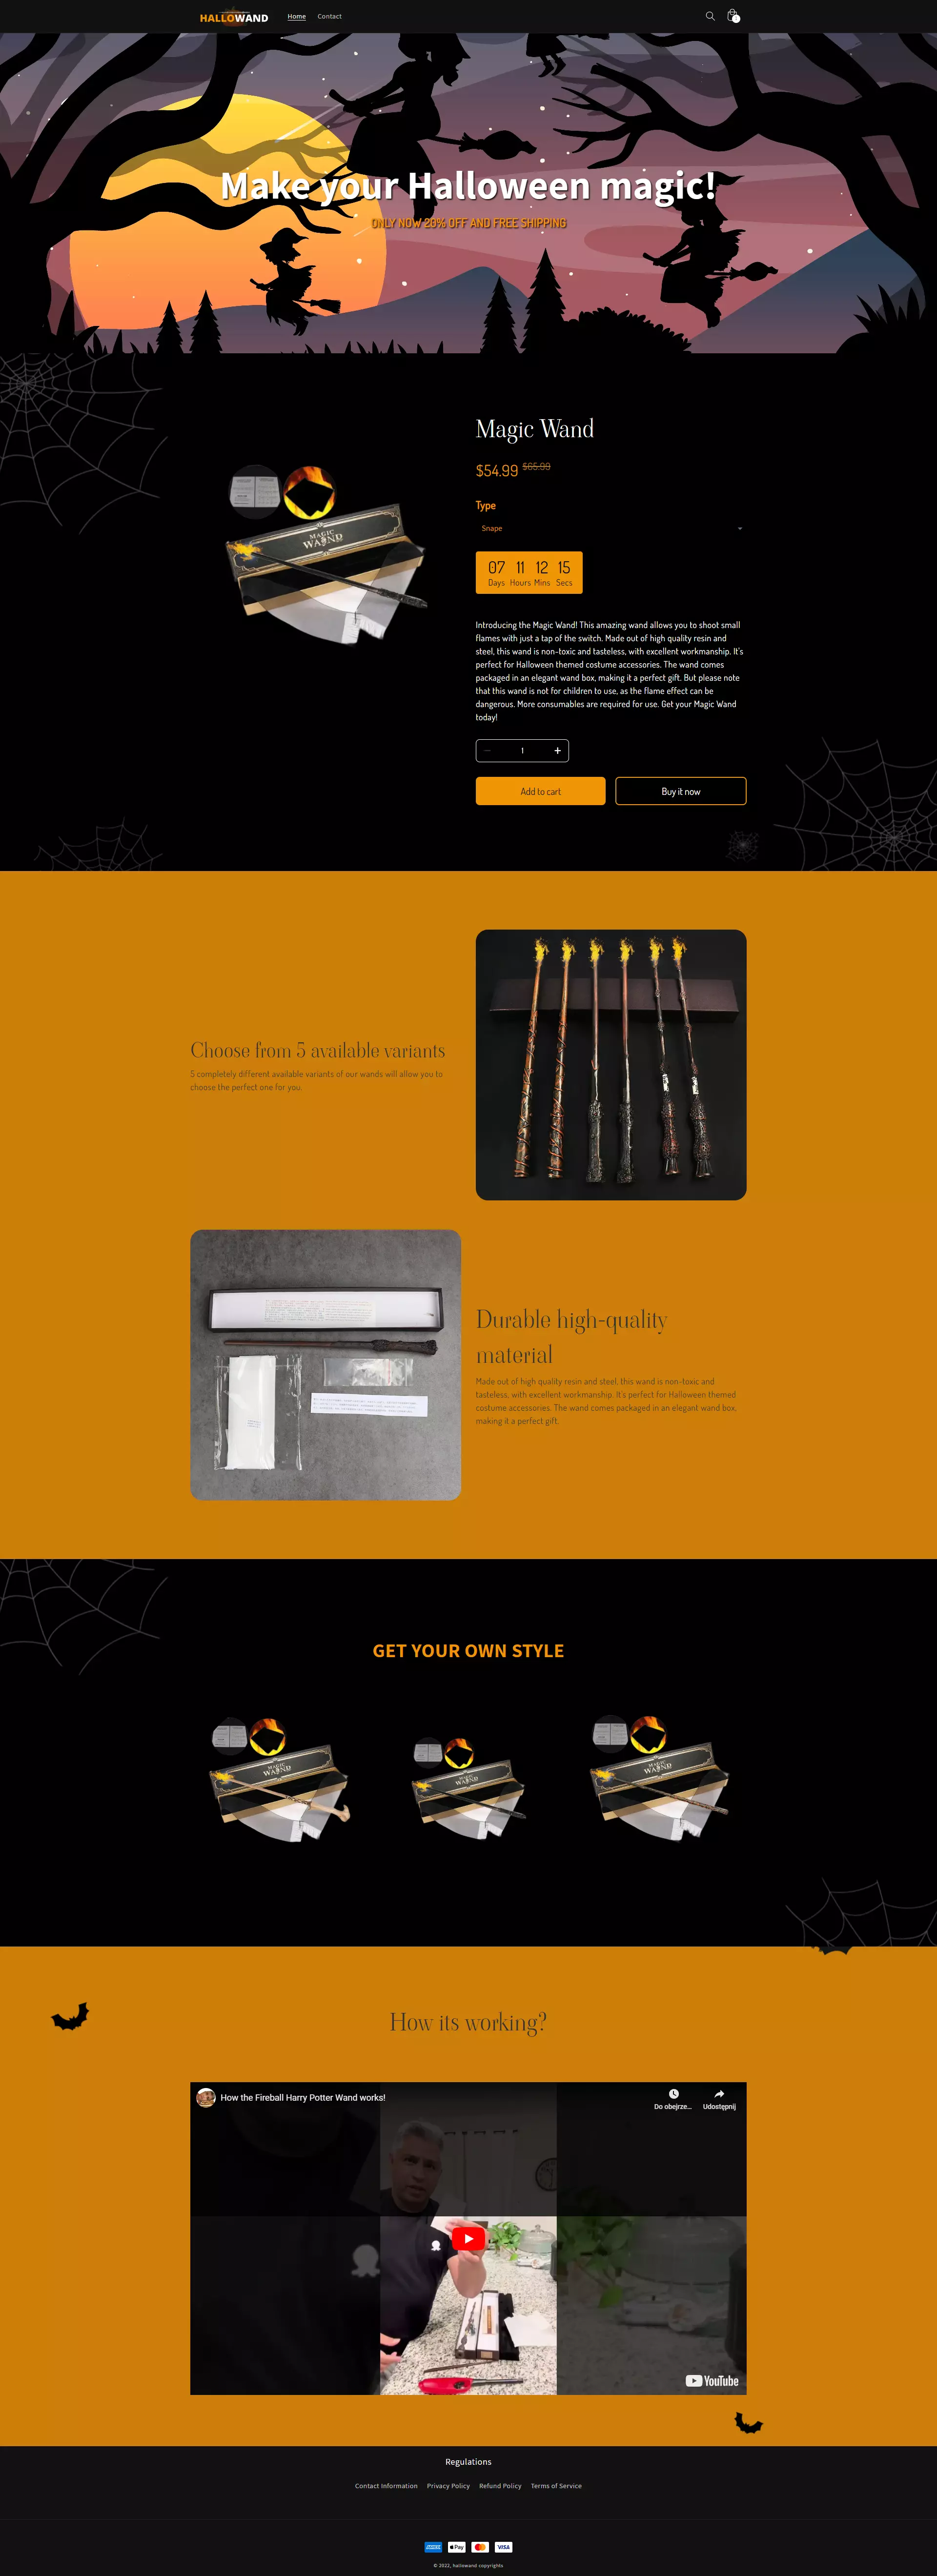 HALLOWAND
Home
Contact
1
Make your Halloween magic!
ONLY NOW 20% OFF AND FREE SHIPPING
Magic Wand
$54.99 $65.99
Type
Snape
07 11 12 15
Days Hours Mins Secs
Introducing the Magic Wand! This amazing wand allows you to shoot small
flames with just a tap of the switch. Made out of high quality resin and
steel, this wand is non-toxic and tasteless, with excellent workmanship. It's
perfect for Halloween themed costume accessories. The wand comes
packaged in an elegant wand box, making it a perfect gift. But please note
that this wand is not for children to use, as the flame effect can be
dangerous. More consumables are required for use. Get your Magic Wand
today!
1
Add to cart
Buy it now
MAGIC
WAND
Choose from 5 available variants
5 completely different available variants of our wands will allow you to
choose the perfect one for you.
Durable high-quality
material
Made out of high quality resin and steel, this wand is non-toxic and
tasteless, with excellent workmanship. It's perfect for Halloween themed
costume accessories. The wand comes packaged in an elegant wand box,
making it a perfect gift.
GET YOUR OWN STYLE
MAGIC
WAND
MAGIC
WAND
MAGIC
WAND
How its working?
How the Fireball Harry Potter Wand works!
Do obejrze...
Udostępnij
YouTube
Regulations
Contact Information
Privacy Policy
Refund Policy
Terms of Service
Pay
VISA
© 2022, hallowand copyrights